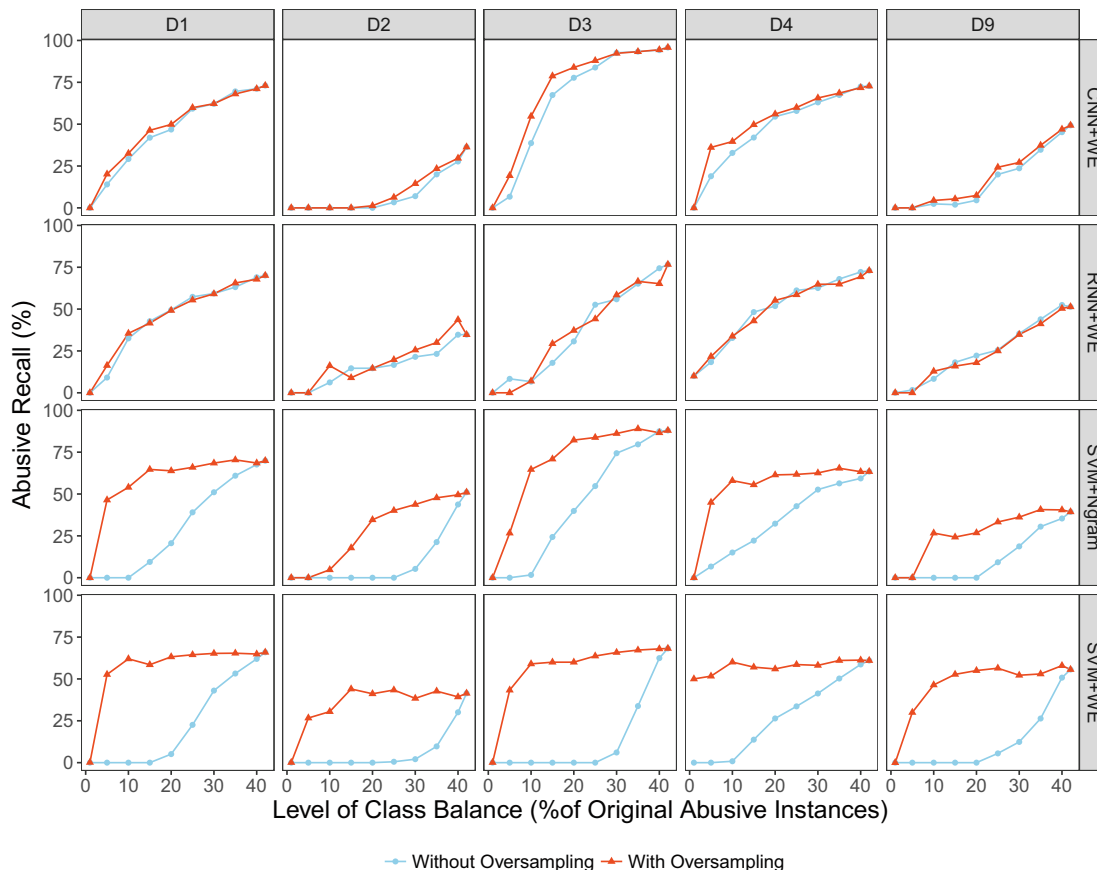 D1 D2 D3 D4 D9
100
75
50
25
0
CNN+WE
100
75
50
25
0
RNN+WE
100
75
50
25
0
SVM+Ngram
100
75
50
25
0
SVM+WE
Abusive Recall (%)
0 10 20 30 40 0 10 20 30 40 0 10 20 30 40 0 10 20 30 40 0 10 20 30 40
Level of Class Balance (%of Original Abusive Instances)
Without Oversampling With Oversampling